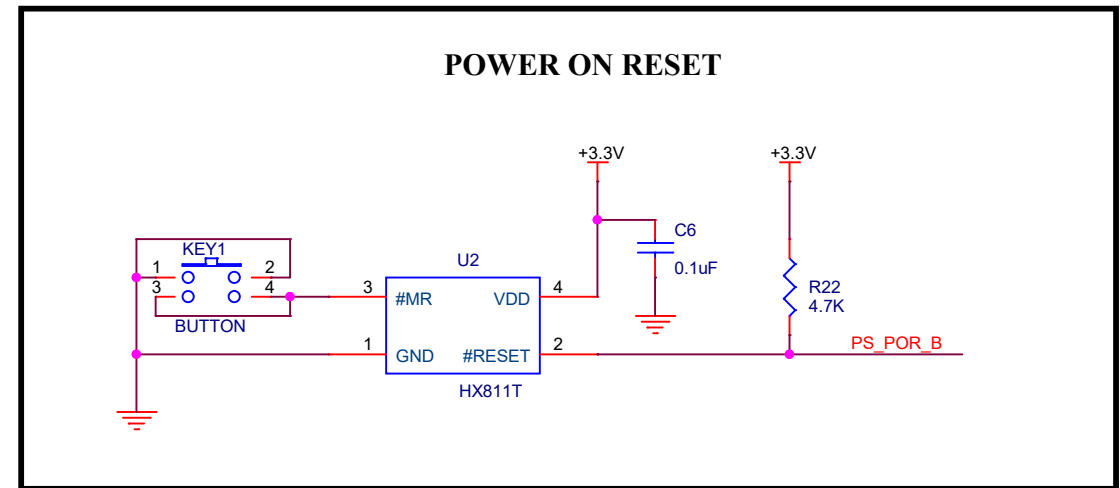 POWER ON RESET
+3.3V
+3.3V
KEY1
1
2
3
4
BUTTON
U2
3
#MR
VDD
4
1
GND
#RESET
2
HX811T
C6
0.1uF
R22
4.7K
PS_POR_B